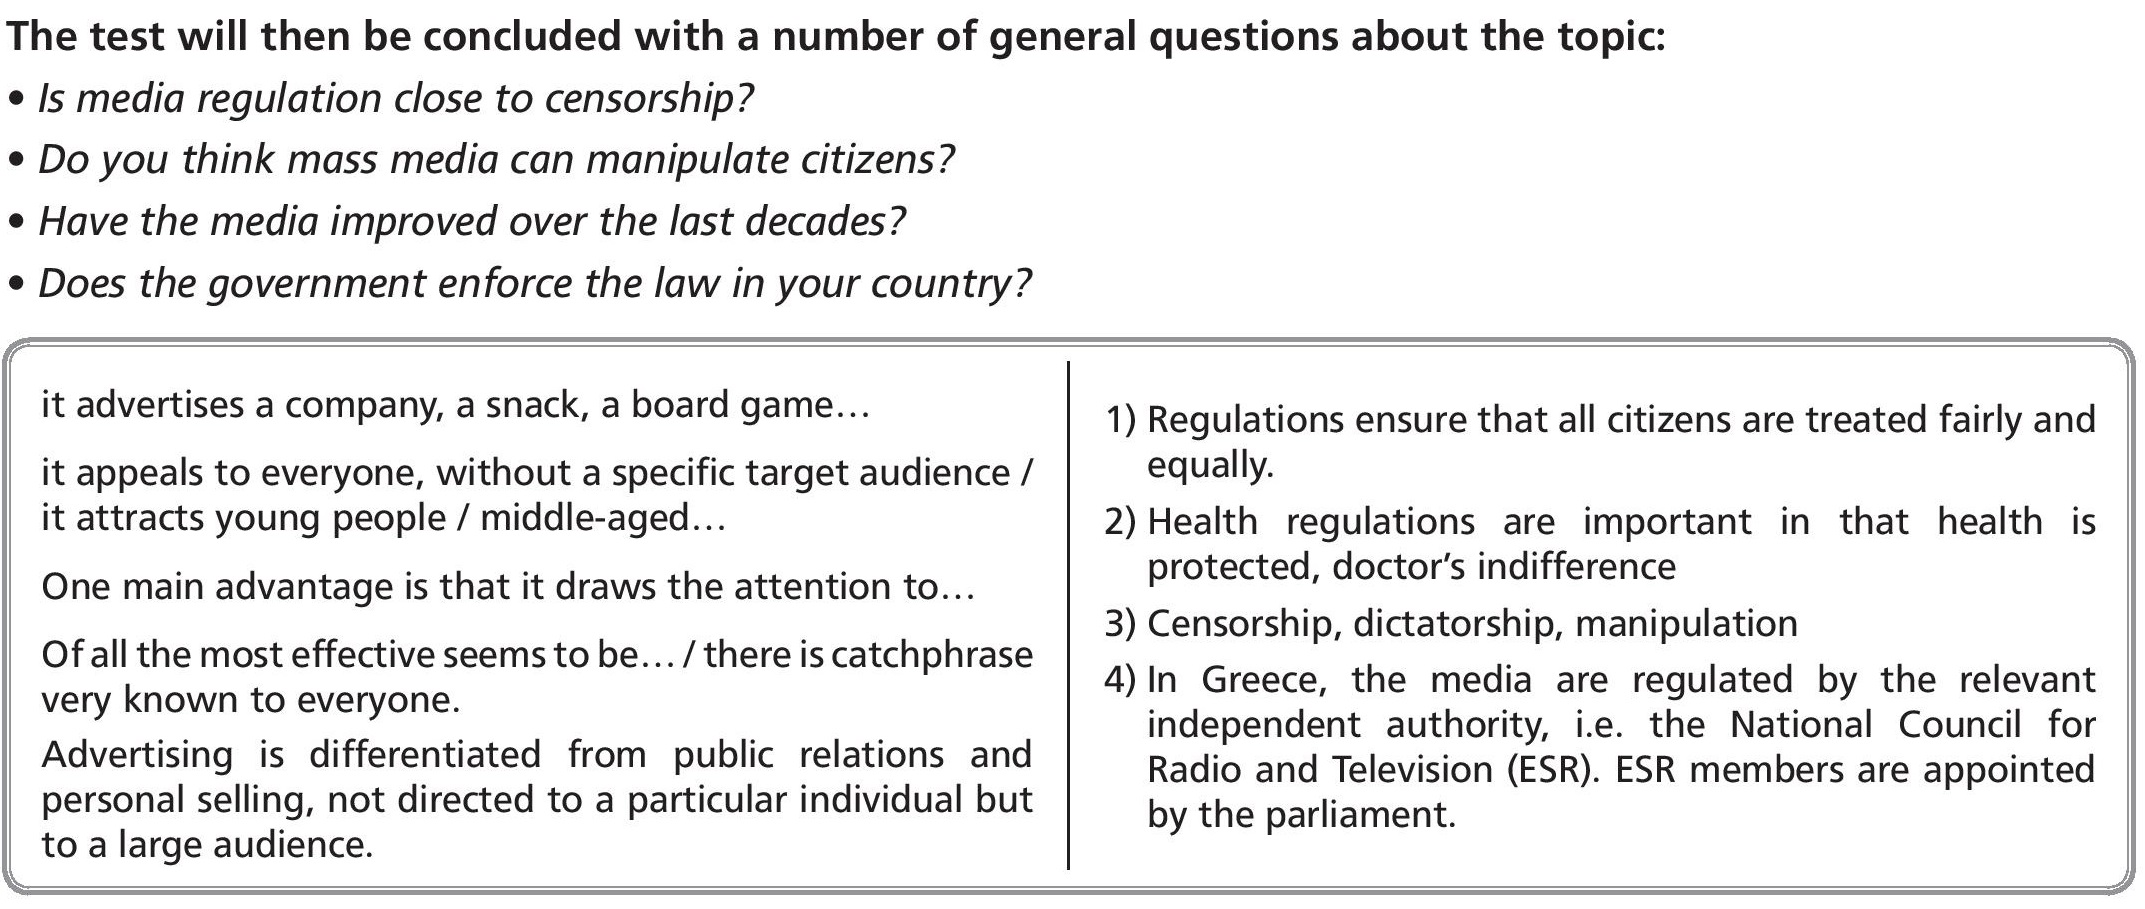 The test will then be concluded with a number of general questions about the topic:
• Is media regulation close to censorship?
• Do you think mass media can manipulate citizens?
• Have the media improved over the last decades?
• Does the government enforce the law in your country?
it advertises a company, a snack, a board game…
it appeals to everyone, without a specific target audience /
it attracts young people / middle-aged…
One main advantage is that it draws the attention to…
Of all the most effective seems to be… / there is catchphrase
very known to everyone.
Advertising is differentiated from public relations and
personal selling, not directed to a particular individual but
to a large audience.
1) Regulations ensure that all citizens are treated fairly and
equally.
2) Health regulations are important in that health is
protected, doctor’s indifference
3) Censorship, dictatorship, manipulation
4) In Greece, the media are regulated by the relevant
independent authority, i.e. the National Council for
Radio and Television (ESR). ESR members are appointed
by the parliament.